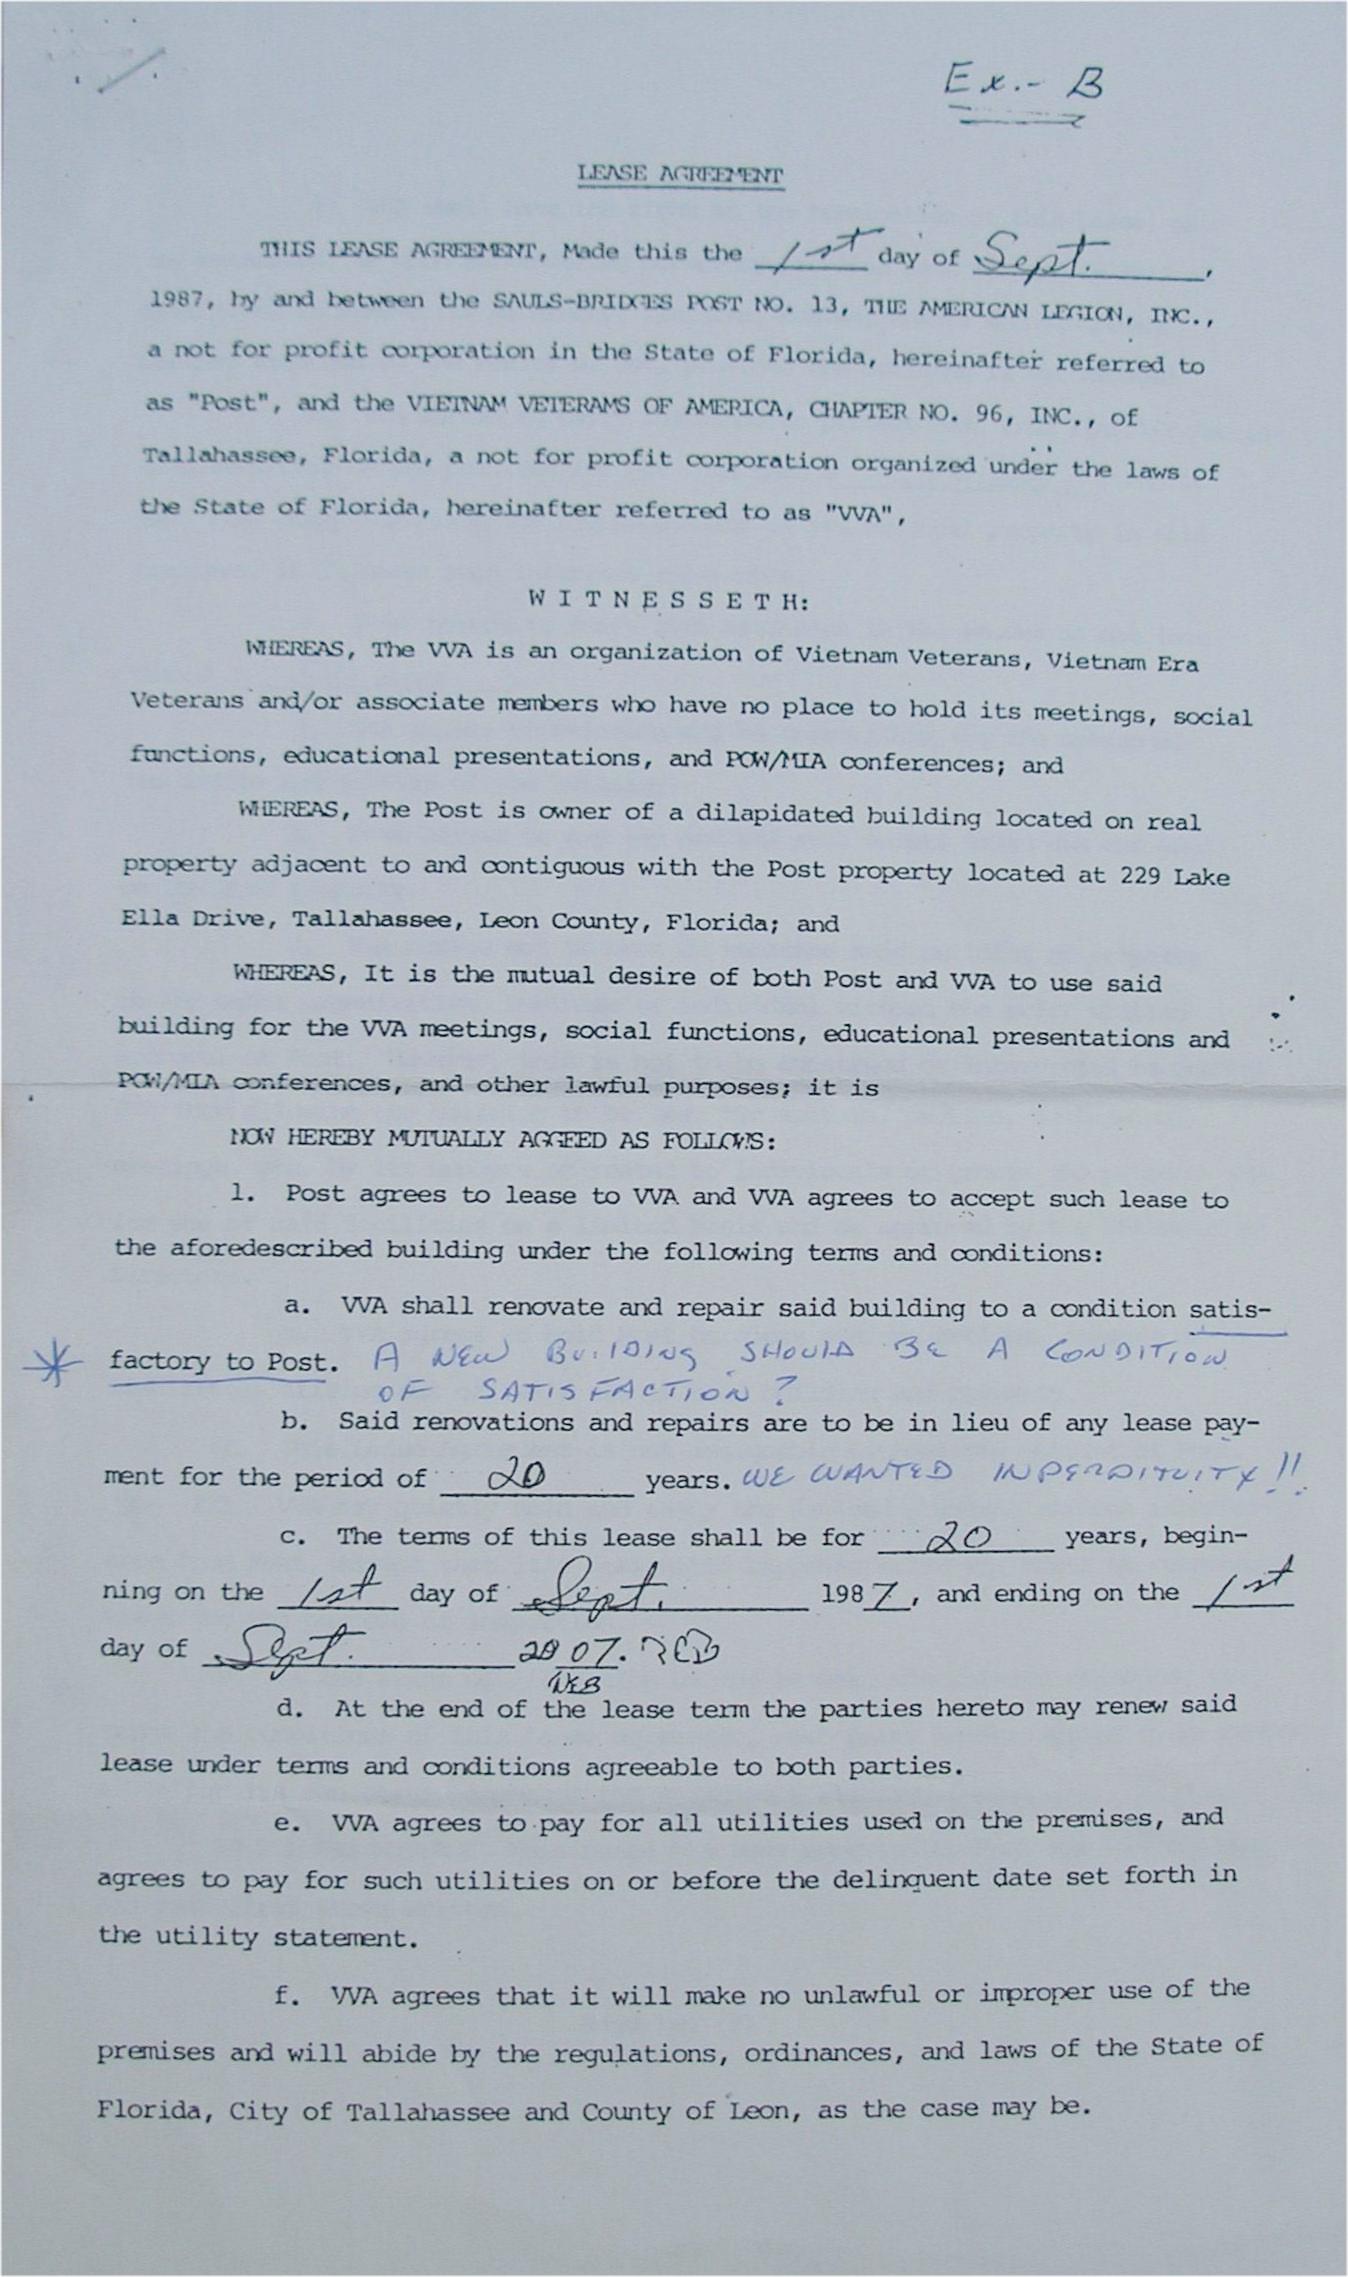 Ex.- B
LEASE AGREEMENT
THIS LEASE AGREEMENT, Made this the 1st day of Sept.,
1987, by and between the SAULS-BRIDGES POST NO. 13, THE AMERICAN LEGION, INC.,
a not for profit corporation in the State of Florida, hereinafter referred to
as "Post", and the VIETNAM VETERAMS OF AMERICA, CHAPTER NO. 96, INC., of
Tallahassee, Florida, a not for profit corporation organized under the laws of
the State of Florida, hereinafter referred to as "VVA",
W I T N E S S E T H:
WHEREAS, The VVA is an organization of Vietnam Veterans, Vietnam Era
Veterans and/or associate members who have no place to hold its meetings, social
functions, educational presentations, and POW/MIA conferences; and
WHEREAS, The Post is owner of a dilapidated building located on real
property adjacent to and contiguous with the Post property located at 229 Lake
Ella Drive, Tallahassee, Leon County, Florida; and
WHEREAS, It is the mutual desire of both Post and VVA to use said
building for the VVA meetings, social functions, educational presentations and
POW/MIA conferences, and other lawful purposes; it is
NOW HEREBY MUTUALLY AGGEED AS FOLLOWS:
1. Post agrees to lease to VVA and VVA agrees to accept such lease to
the aforedescribed building under the following terms and conditions:
a. VVA shall renovate and repair said building to a condition satis-
* factory to Post. A NEW BUILDING SHOULD BE A CONDITION
OF SATISFACTION?
b. Said renovations and repairs are to be in lieu of any lease pay-
ment for the period of 20 years. WE WANTED INPERDITUITY!!
c. The terms of this lease shall be for 20 years, begin-
ning on the 1st day of Sept. 1987, and ending on the 1st
day of Sept. 2007.
WEB
d. At the end of the lease term the parties hereto may renew said
lease under terms and conditions agreeable to both parties.
e. VVA agrees to pay for all utilities used on the premises, and
agrees to pay for such utilities on or before the delinquent date set forth in
the utility statement.
f. VVA agrees that it will make no unlawful or improper use of the
premises and will abide by the regulations, ordinances, and laws of the State of
Florida, City of Tallahassee and County of Leon, as the case may be.